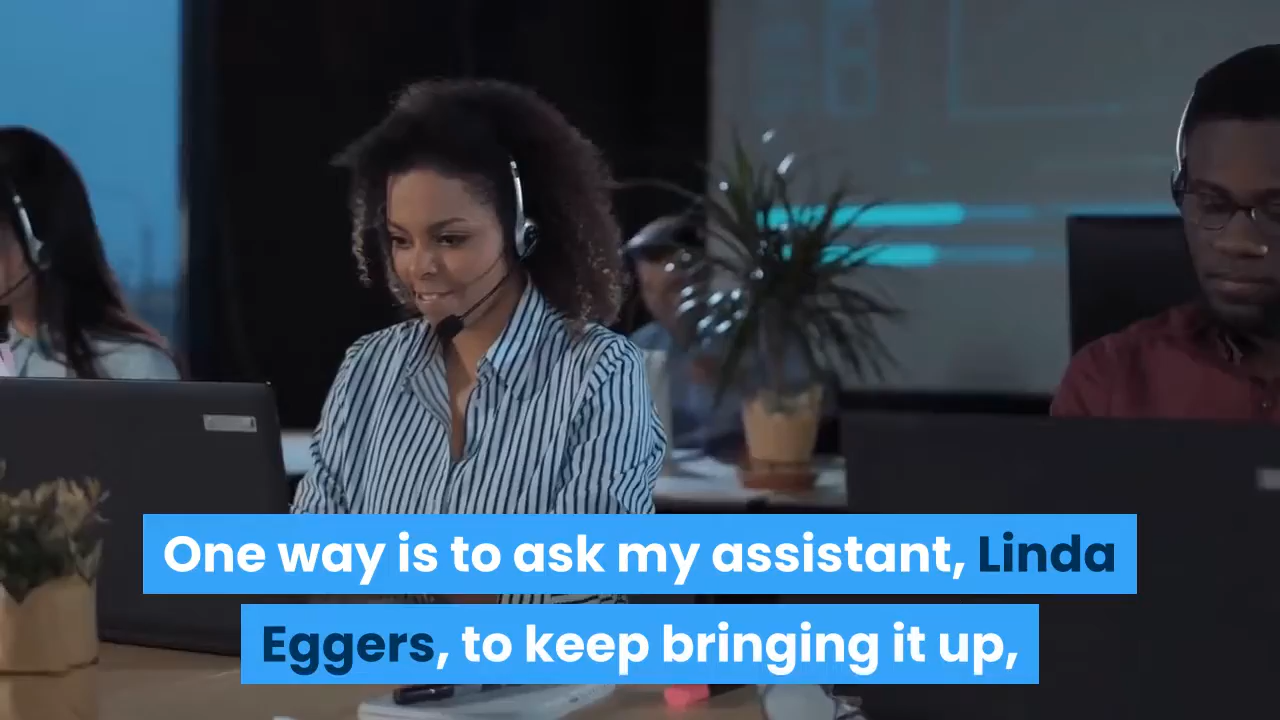 One way is to ask my assistant, Linda
Eggers, to keep bringing it up,